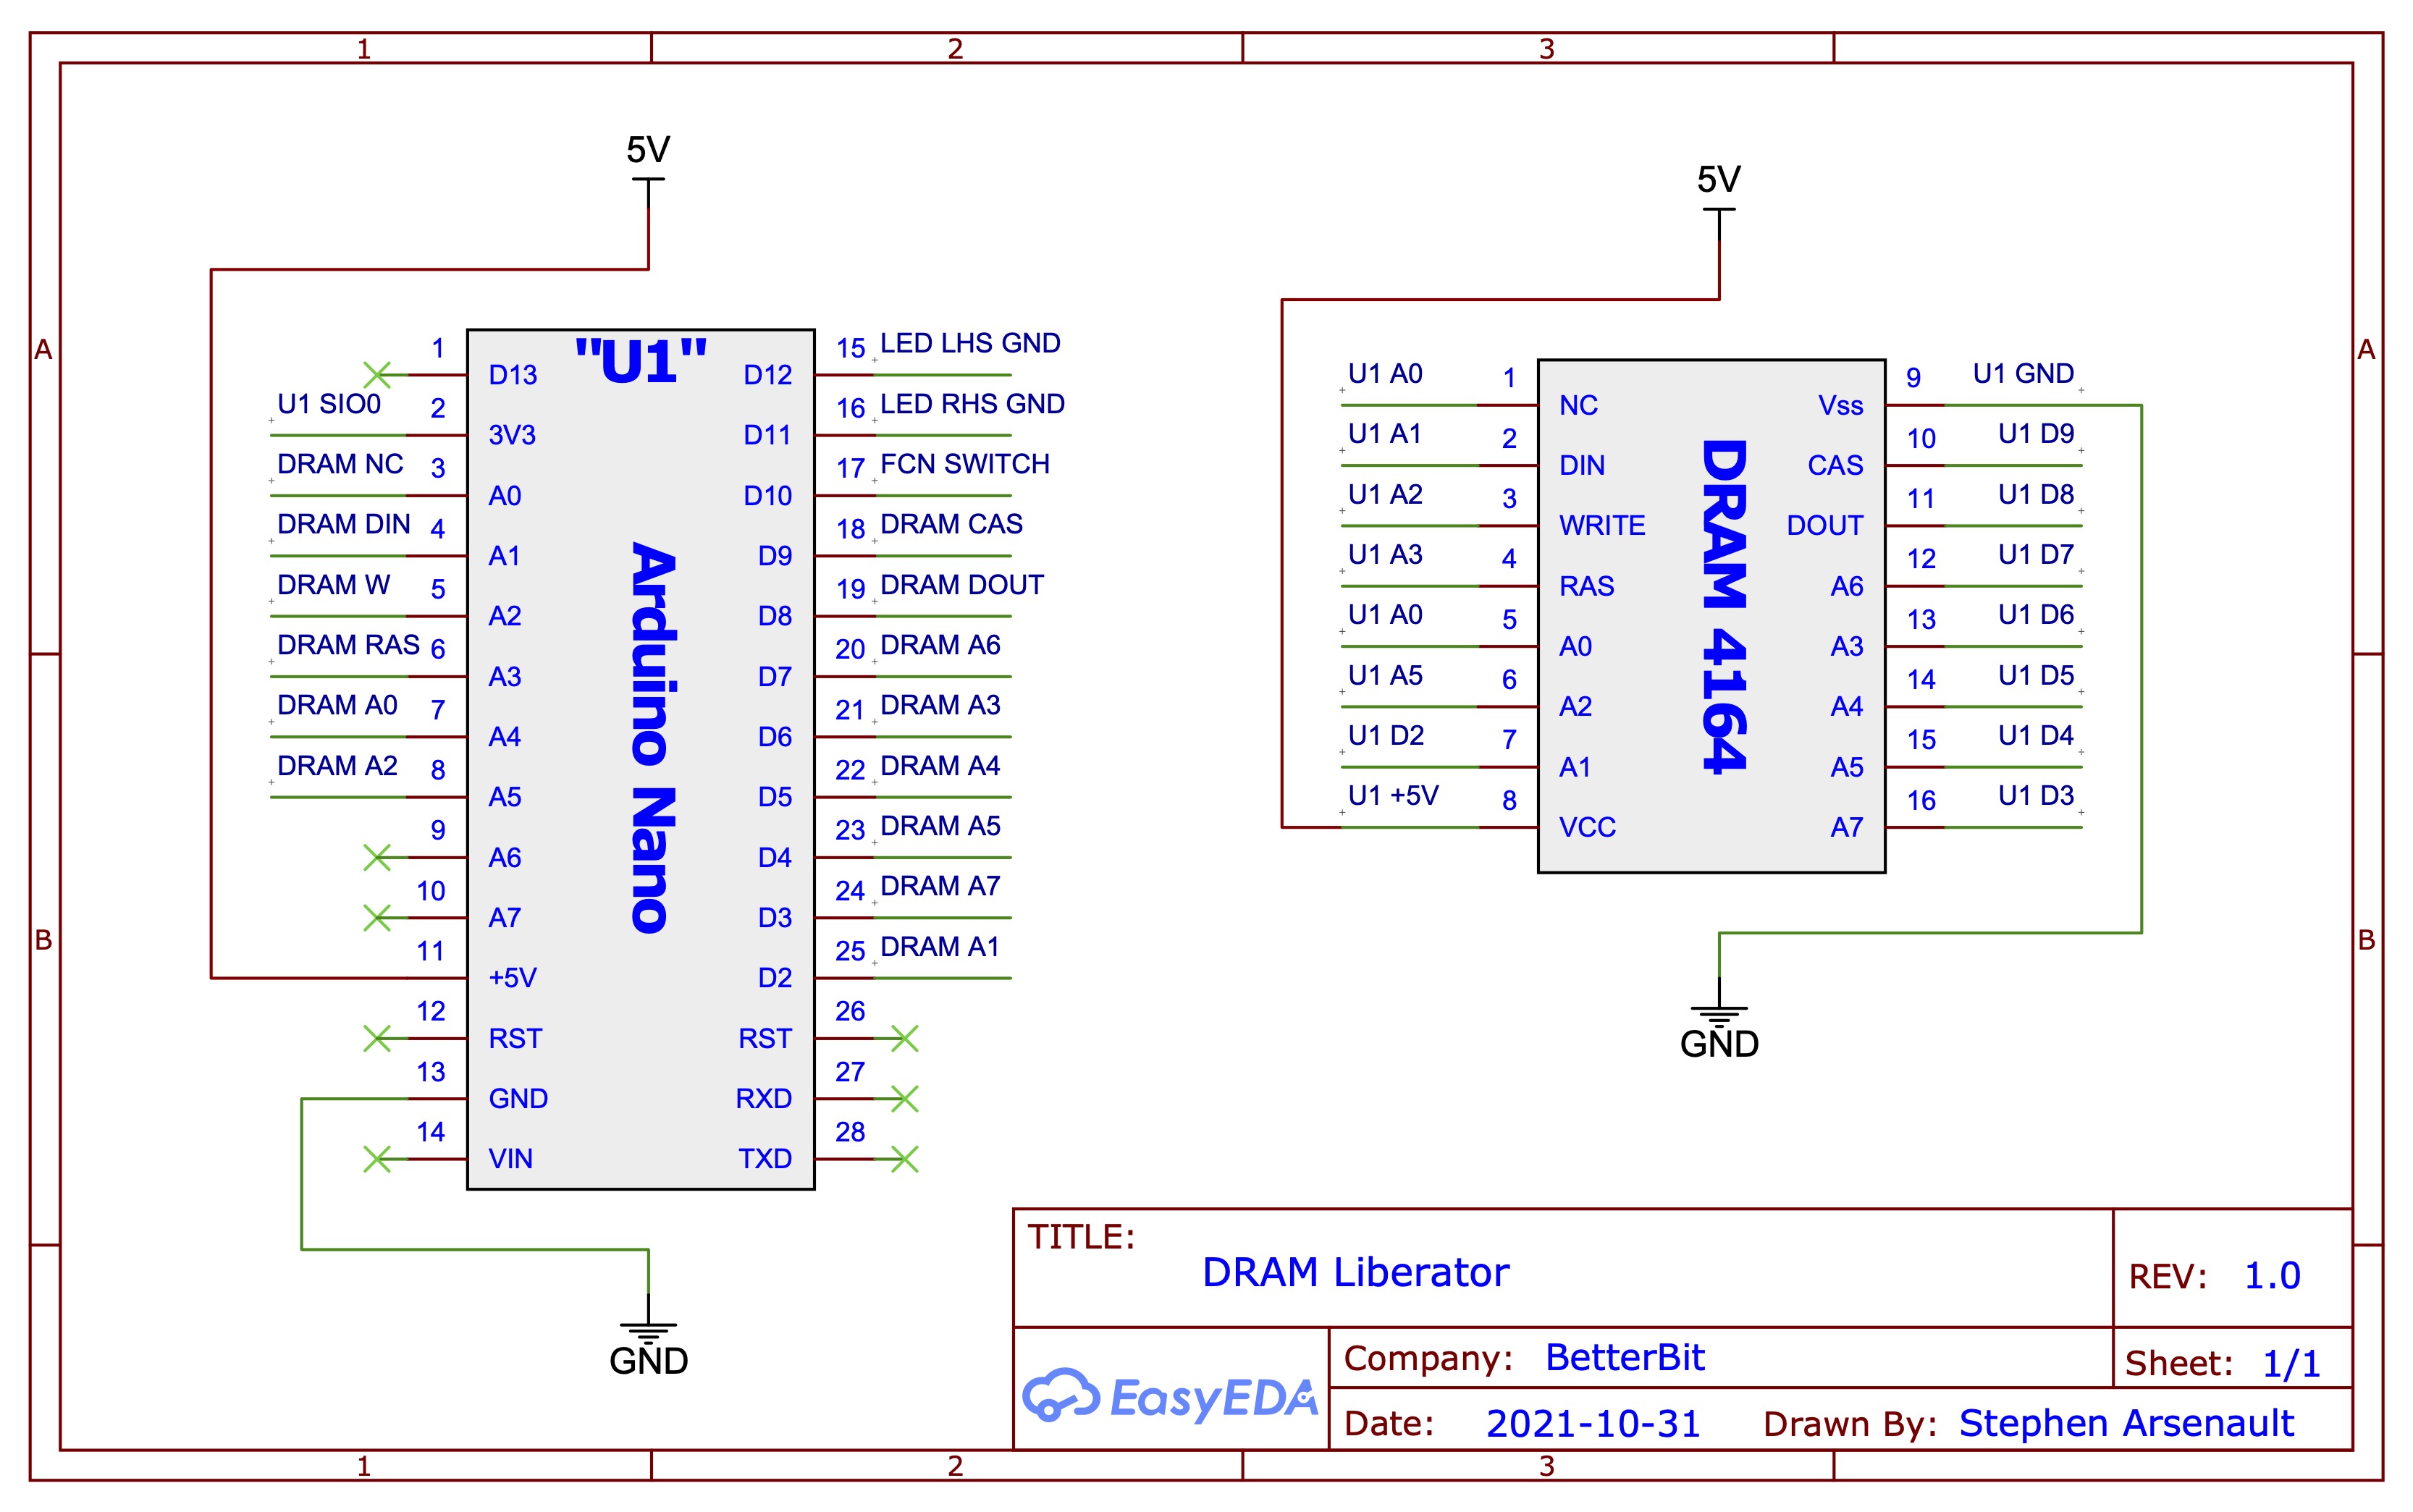 1 2 3
A
A
B
B
1 2 3
5V
"U1"
Arduino Nano
1 D13
U1 SIO0 2 3V3
DRAM NC 3 A0
DRAM DIN 4 A1
DRAM W 5 A2
DRAM RAS 6 A3
DRAM A0 7 A4
DRAM A2 8 A5
9 A6
10 A7
11 +5V
12 RST
13 GND
14 VIN
D12 15 LED LHS GND
D11 16 LED RHS GND
D10 17 FCN SWITCH
D9 18 DRAM CAS
D8 19 DRAM DOUT
D7 20 DRAM A6
D6 21 DRAM A3
D5 22 DRAM A4
D4 23 DRAM A5
D3 24 DRAM A7
D2 25 DRAM A1
RST 26
RXD 27
TXD 28
GND
5V
DRAM 4164
U1 A0 1 NC
U1 A1 2 DIN
U1 A2 3 WRITE
U1 A3 4 RAS
U1 A0 5 A0
U1 A5 6 A2
U1 D2 7 A1
U1 +5V 8 VCC
Vss 9 U1 GND
CAS 10 U1 D9
DOUT 11 U1 D8
A6 12 U1 D7
A3 13 U1 D6
A4 14 U1 D5
A5 15 U1 D4
A7 16 U1 D3
GND
TITLE:
DRAM Liberator
REV: 1.0
EasyEDA
Company: BetterBit
Sheet: 1/1
Date: 2021-10-31 Drawn By: Stephen Arsenault